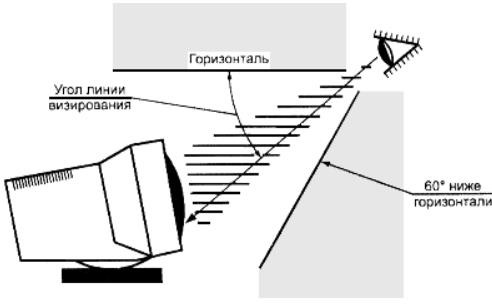 Горизонталь
Угол линии
визирования
60° ниже
горизонтали